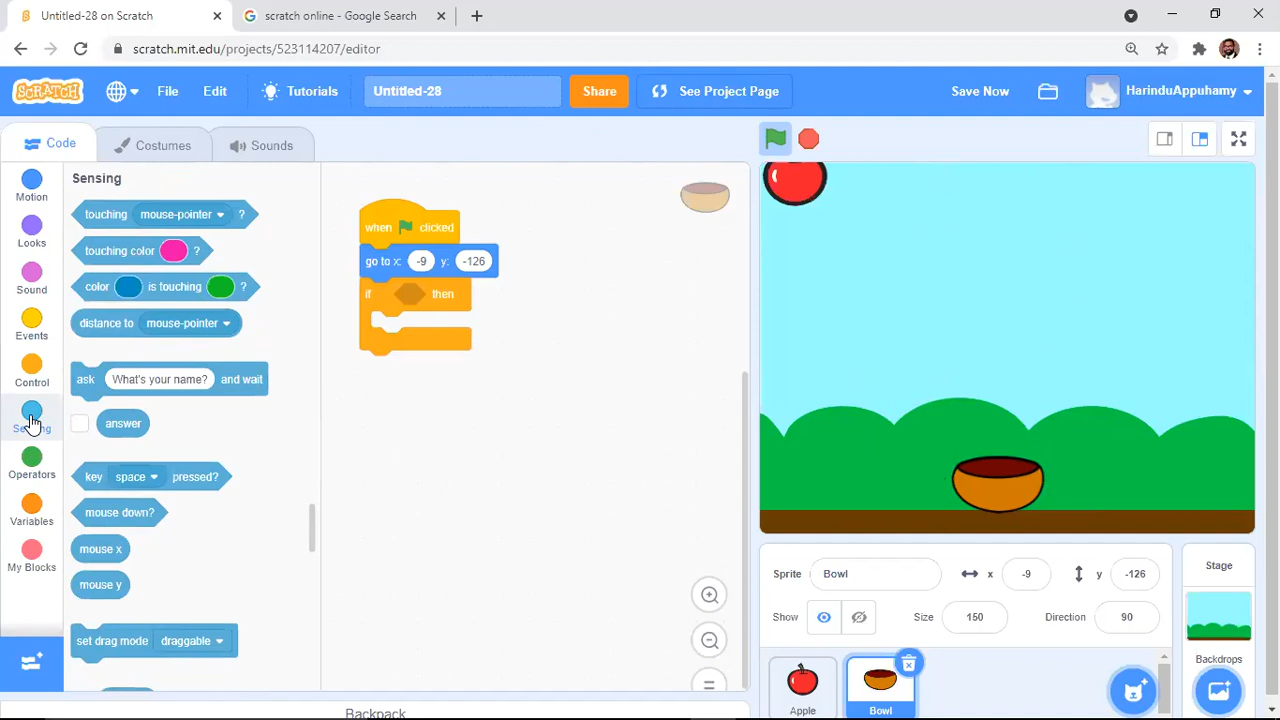 Untitled-28 on Scratch
scratch online - Google Search
scratch.mit.edu/projects/523114207/editor
SCRATCH
File
Edit
Tutorials
Untitled-28
Share
See Project Page
Save Now
HarinduAppuhamy
Code
Costumes
Sounds
Motion
Looks
Sound
Events
Control
Sensing
Operators
Variables
My Blocks
Sensing
touching mouse-pointer ?
touching color ?
color is touching ?
distance to mouse-pointer
ask What's your name? and wait
answer
key space pressed?
mouse down?
mouse x
mouse y
set drag mode draggable
when clicked
go to x: -9 y: -126
if then
Sprite Bowl x -9 y -126
Show Size 150 Direction 90
Apple
Bowl
Stage
Backdrops
Backpack